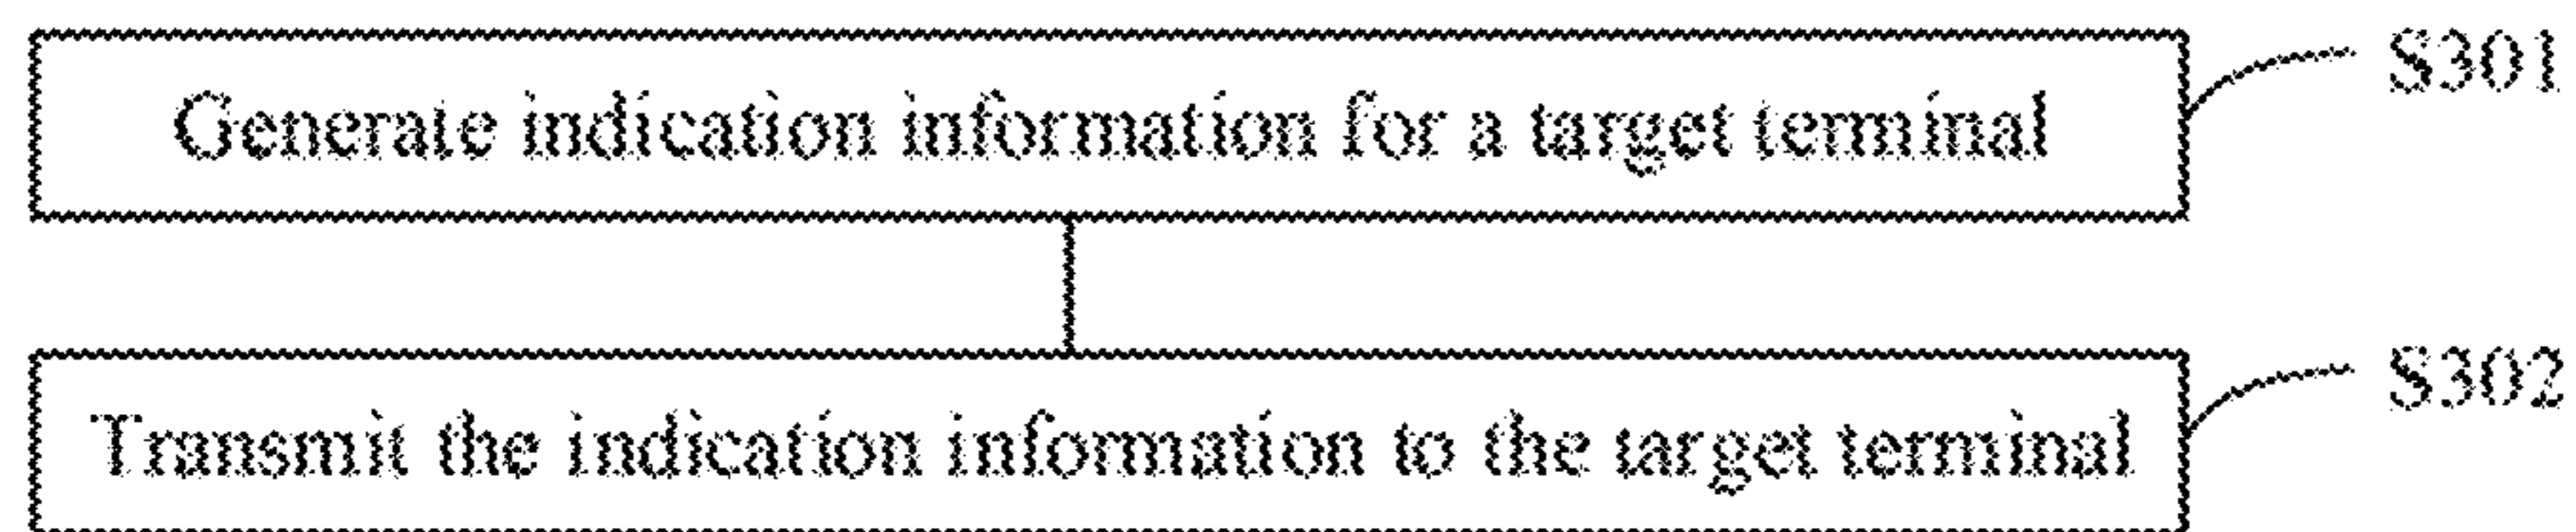 Generate indication information for a target terminal
S301
Transmit the indication information to the target terminal
S302